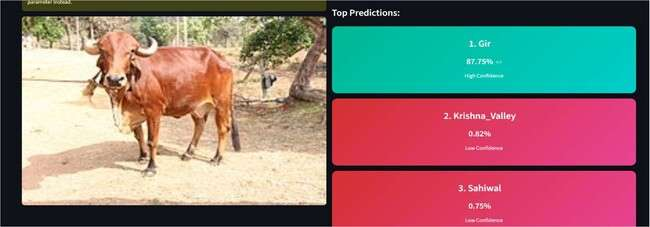 parameter instead.
Top Predictions:
1. Gir
87.75%
High Confidence
2. Krishna_Valley
0.82%
Low Confidence
3. Sahiwal
0.75%
Low Confidence